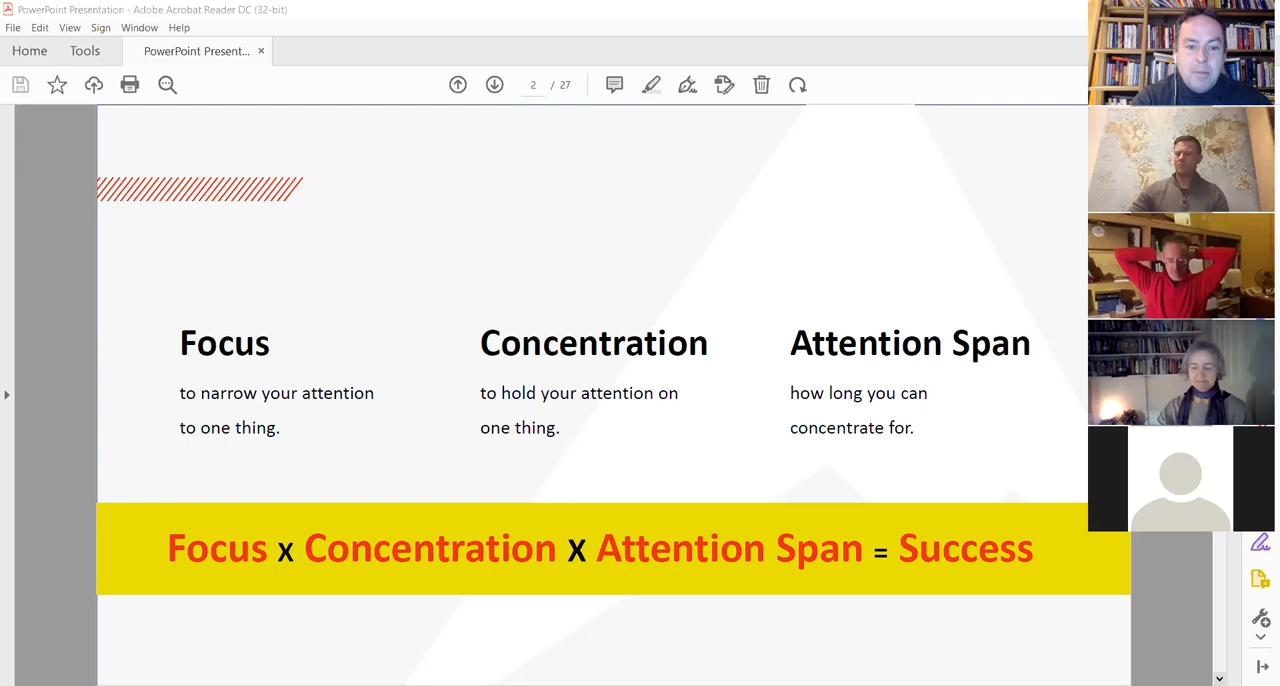 PowerPoint Presentation - Adobe Acrobat Reader DC (32-bit)
File Edit View Sign Window Help
Home Tools PowerPoint Present... ×
2 / 27
Focus
to narrow your attention
to one thing.
Concentration
to hold your attention on
one thing.
Attention Span
how long you can
concentrate for.
Focus x Concentration X Attention Span = Success